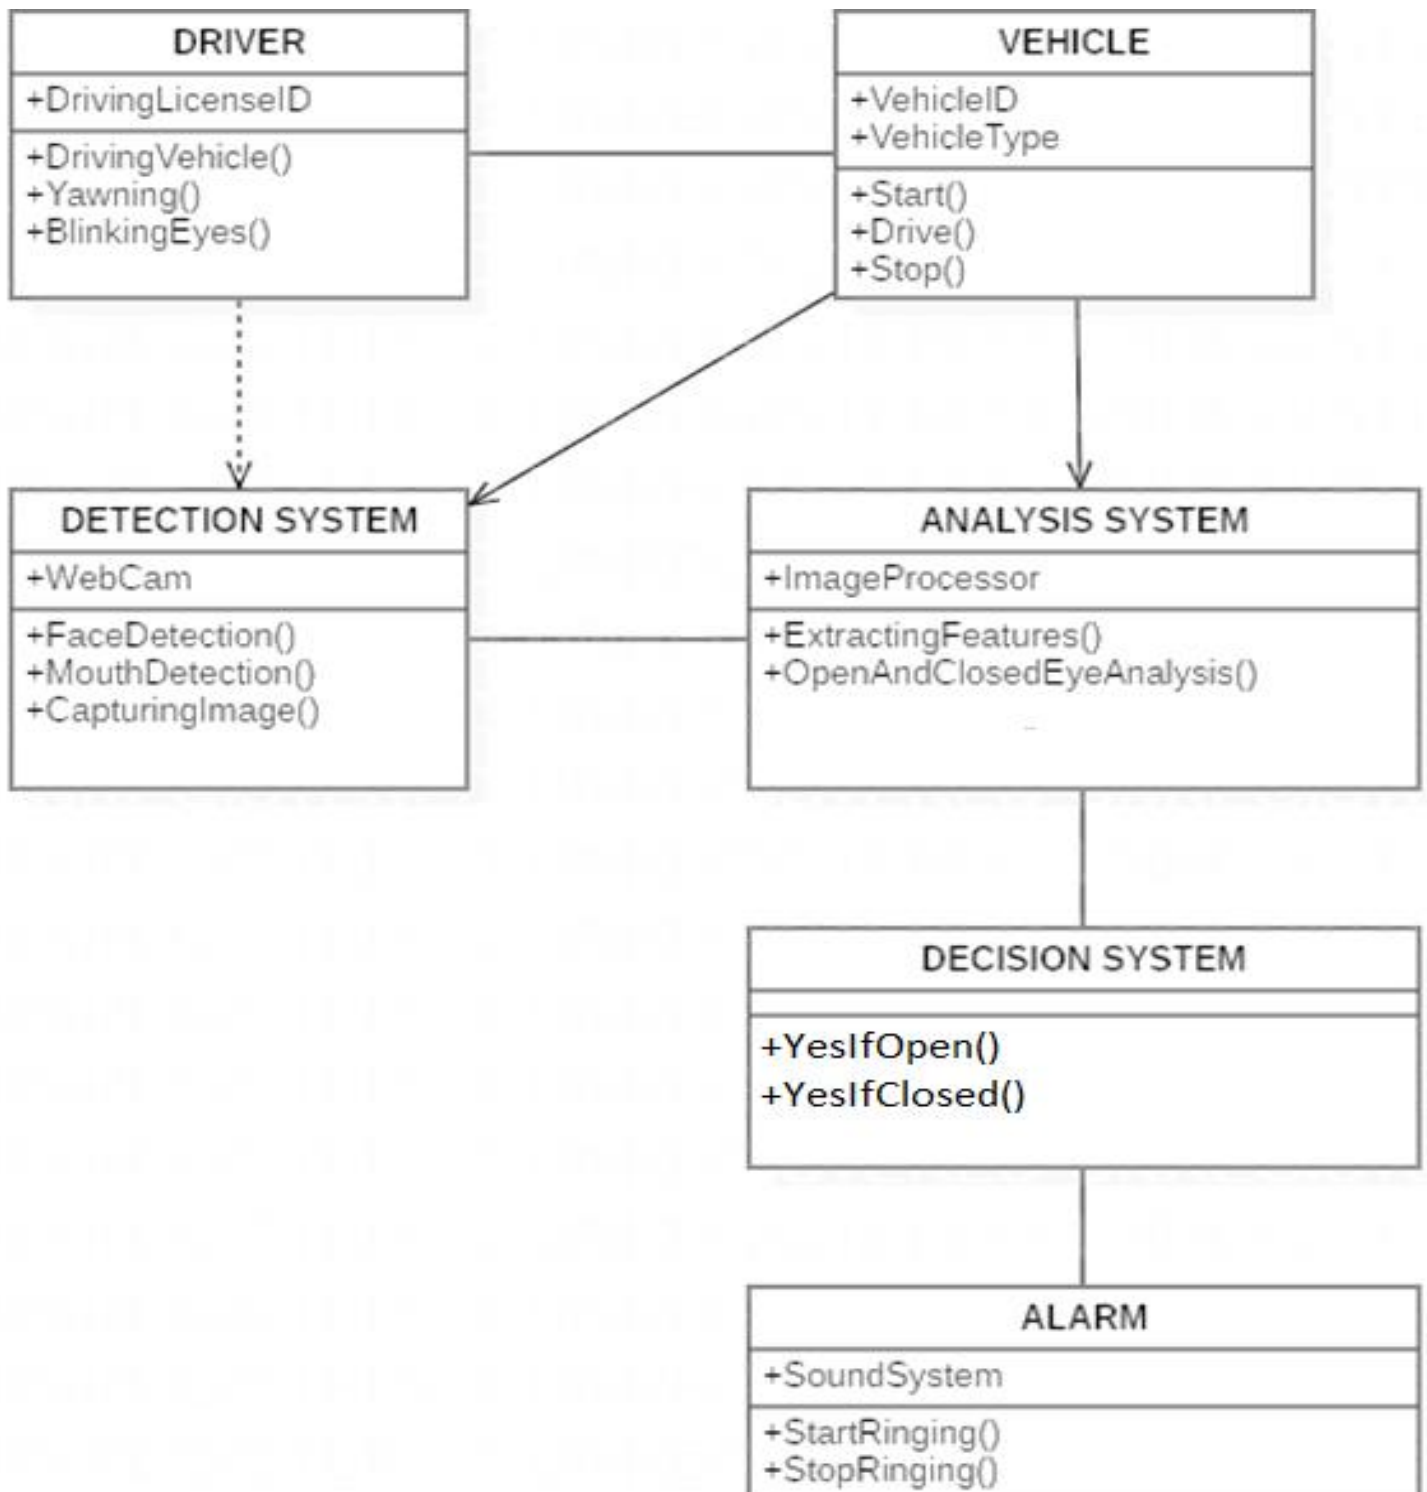 DRIVER
+DrivingLicenseID
+DrivingVehicle()
+Yawning()
+BlinkingEyes()
VEHICLE
+VehicleID
+VehicleType
+Start()
+Drive()
+Stop()
DETECTION SYSTEM
+WebCam
+FaceDetection()
+MouthDetection()
+CapturingImage()
ANALYSIS SYSTEM
+ImageProcessor
+ExtractingFeatures()
+OpenAndClosedEyeAnalysis()
DECISION SYSTEM
+YesIfOpen()
+YesIfClosed()
ALARM
+SoundSystem
+StartRinging()
+StopRinging()